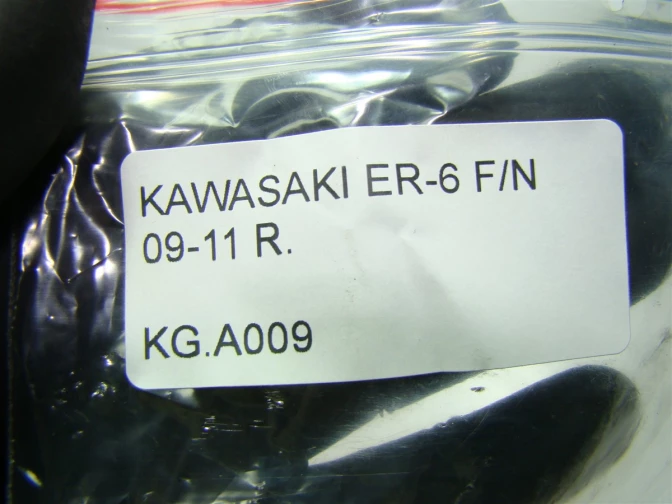 KAWASAKI ER-6 F/N
09-11 R.
KG.A009